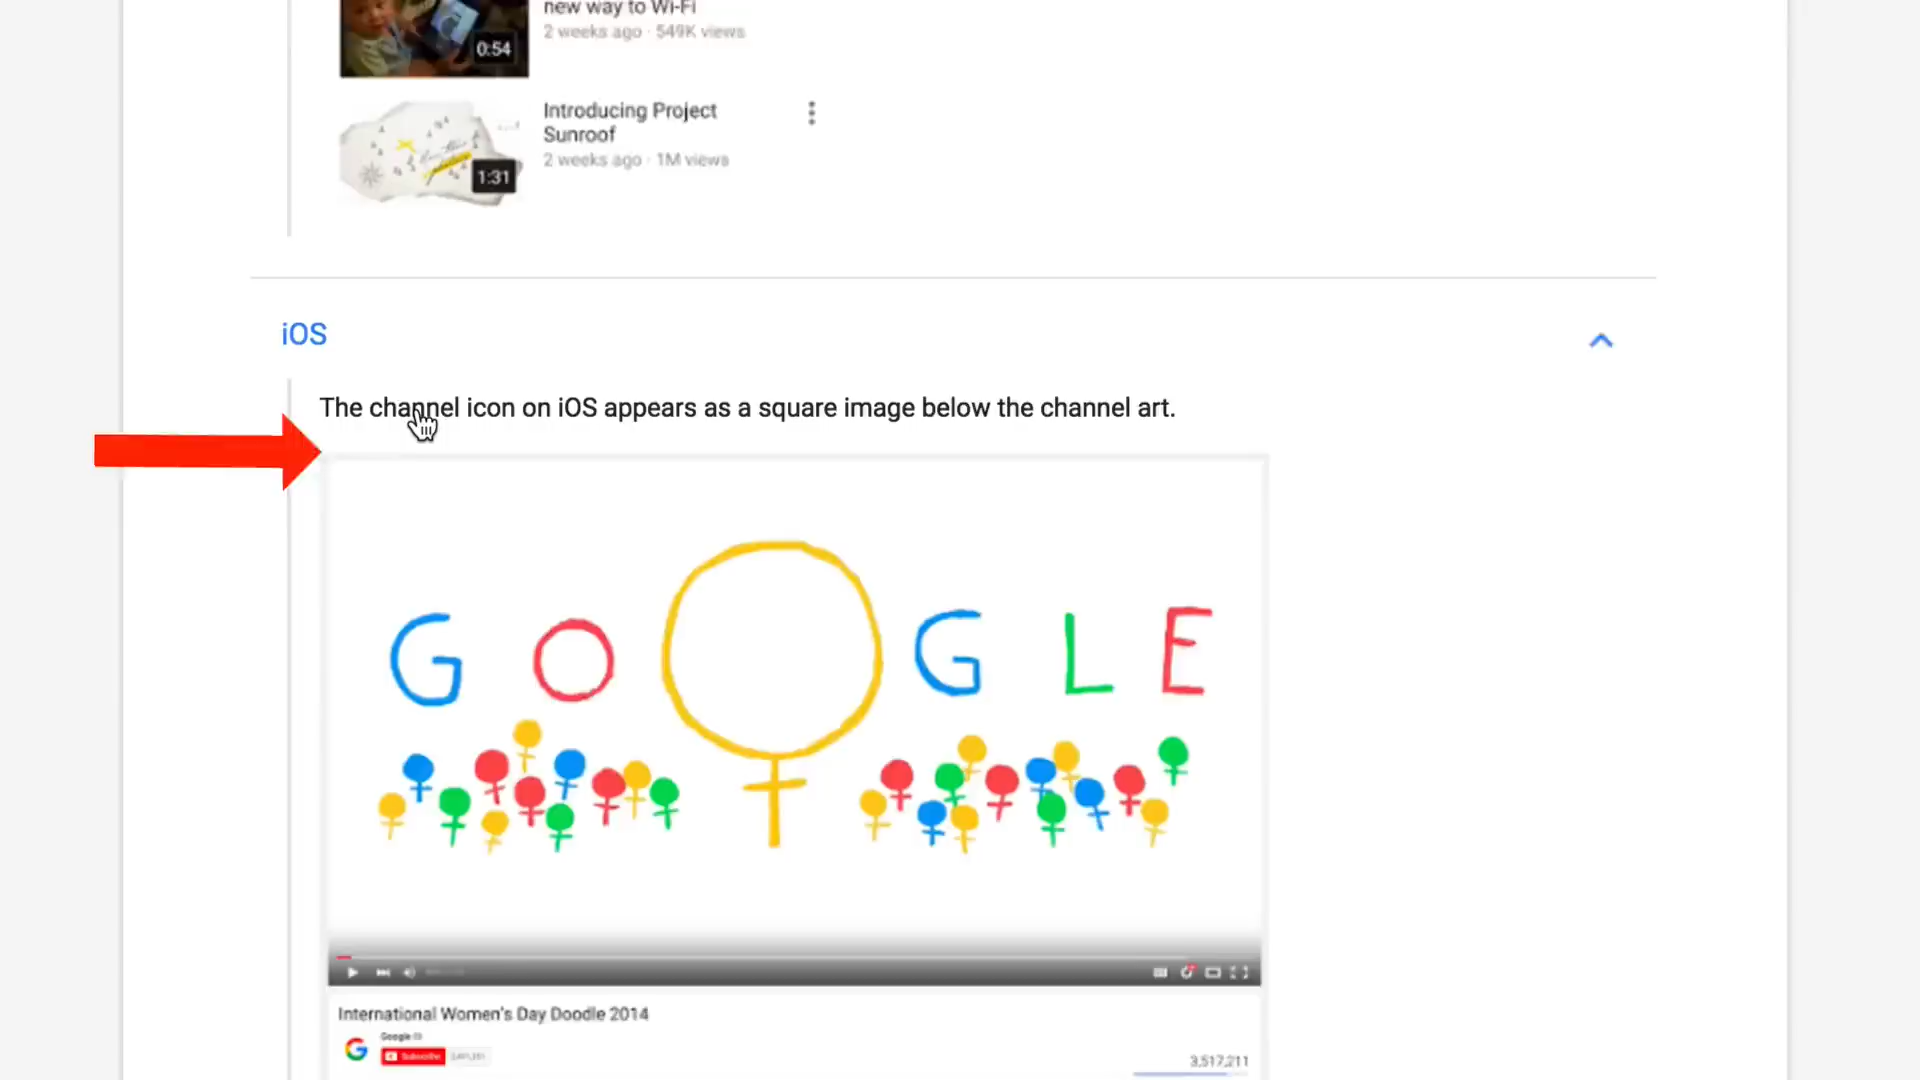 new way to Wi-Fi
2 weeks ago · 549K views
0:54
Introducing Project
Sunroof
2 weeks ago · 1M views
1:31
iOS
The channel icon on iOS appears as a square image below the channel art.
G O O G L E
International Women's Day Doodle 2014
Google
Subscribe
3,517,211